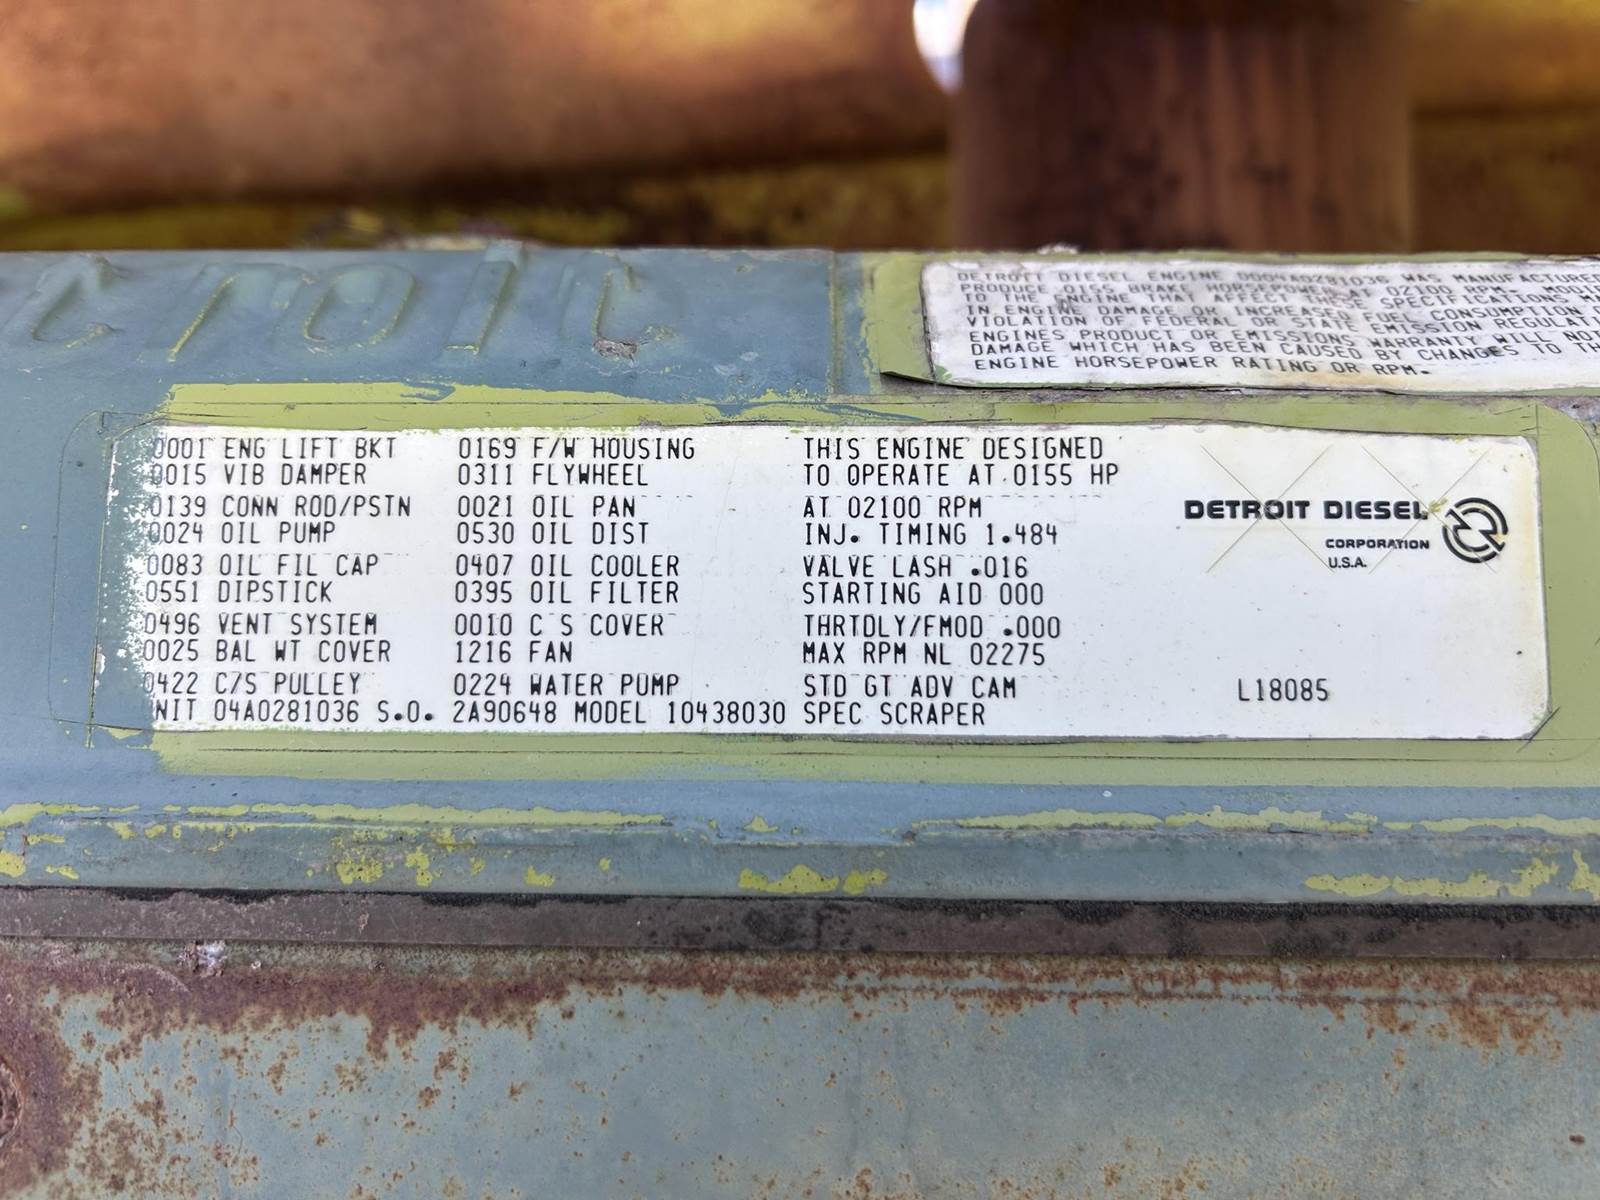 DETROIT DIESEL ENGINE 0004A0281036 WAS MANUFACTURED
PRODUCE 0155 BRAKE HORSEPOWER AT 02100 RPM.
TO THE ENGINE THAT AFFECT THESE SPECIFICATIONS
IN ENGINE DAMAGE OR INCREASED FUEL CONSUMPTION
VIOLATION OF FEDERAL OR STATE EMISSION
ENGINES PRODUCT OR EMISSIONS WARRANTY WILL NOT
DAMAGE WHICH HAS BEEN CAUSED BY CHANGES TO
ENGINE HORSEPOWER RATING OR RPM.
0001 ENG LIFT BKT 0169 F/W HOUSING THIS ENGINE DESIGNED
0015 VIB DAMPER 0311 FLYWHEEL TO OPERATE AT 0155 HP
0139 CONN ROD/PSTN 0021 OIL PAN AT 02100 RPM
0024 OIL PUMP 0530 OIL DIST INJ. TIMING 1.484
0083 OIL FIL CAP 0407 OIL COOLER VALVE LASH .016
0551 DIPSTICK 0395 OIL FILTER STARTING AID 000
0496 VENT SYSTEM 0010 C S COVER THRTDLY/FMOD .000
0025 BAL WT COVER 1216 FAN MAX RPM NL 02275
0422 C/S PULLEY 0224 WATER PUMP STD GT ADV CAM L18085
UNIT 04A0281036 S.O. 2A90648 MODEL 10438030 SPEC SCRAPER
DETROIT DIESEL
CORPORATION
U.S.A.